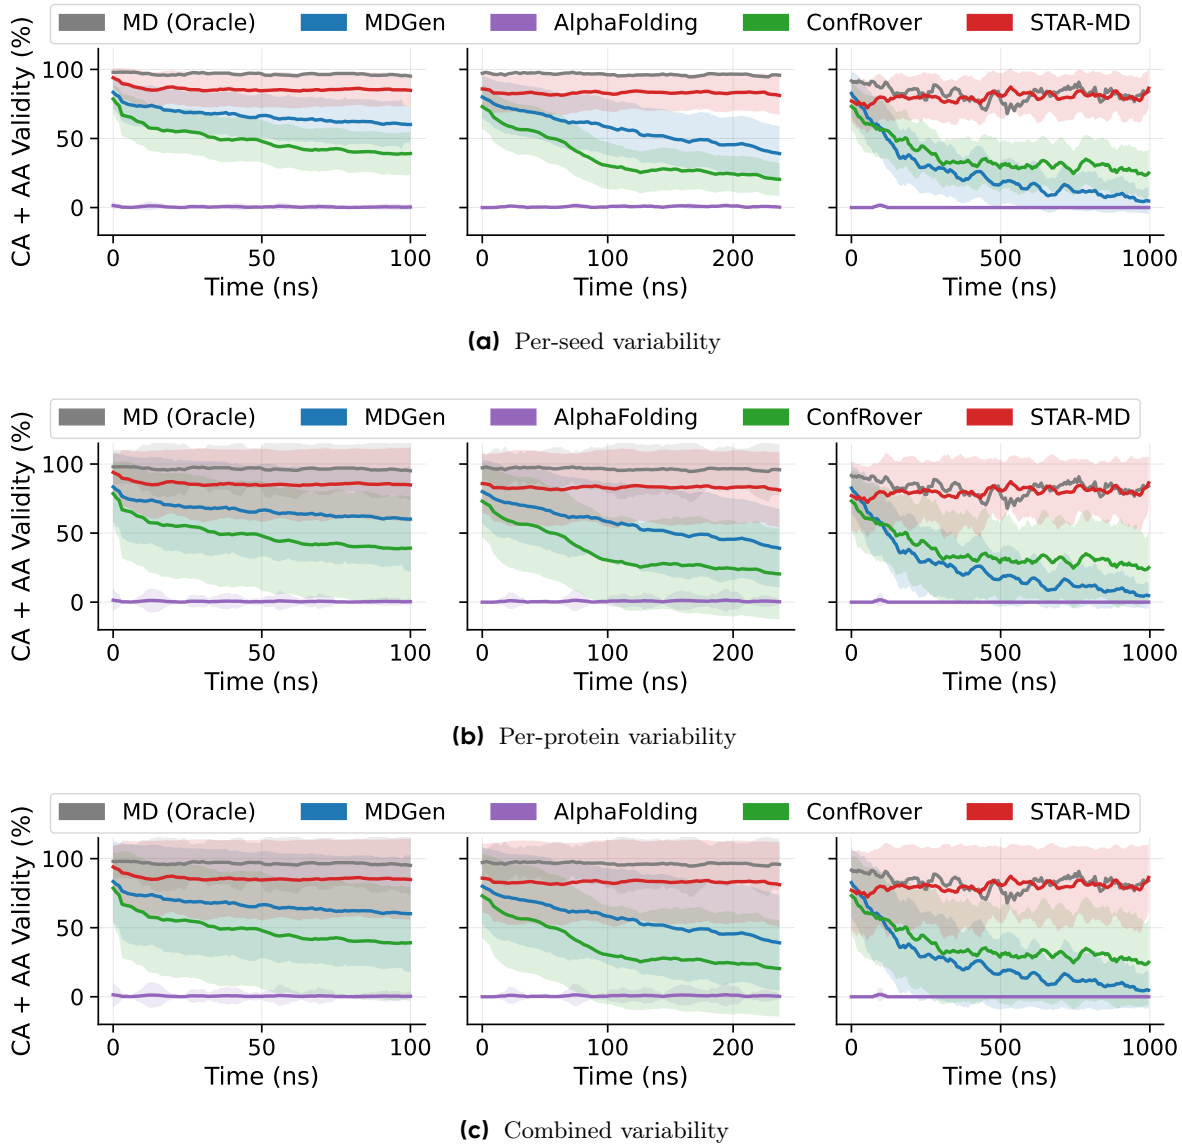 MD (Oracle) MDGen AlphaFolding ConfRover STAR-MD
CA + AA Validity (%)
100
50
0
0 50 100
Time (ns)
0 100 200
Time (ns)
0 500 1000
Time (ns)
(a) Per-seed variability
MD (Oracle) MDGen AlphaFolding ConfRover STAR-MD
CA + AA Validity (%)
100
50
0
0 50 100
Time (ns)
0 100 200
Time (ns)
0 500 1000
Time (ns)
(b) Per-protein variability
MD (Oracle) MDGen AlphaFolding ConfRover STAR-MD
CA + AA Validity (%)
100
50
0
0 50 100
Time (ns)
0 100 200
Time (ns)
0 500 1000
Time (ns)
(c) Combined variability